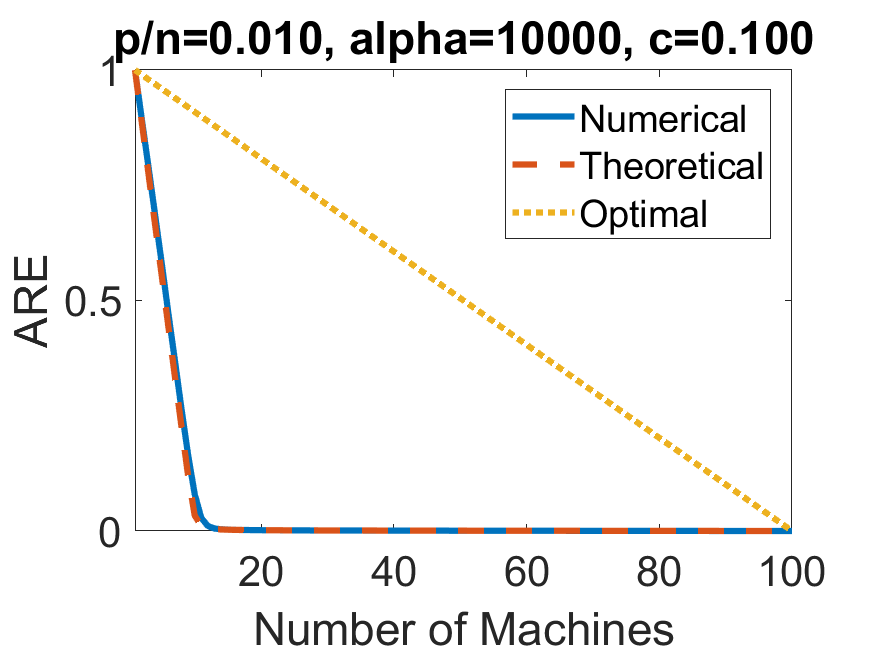 p/n=0.010, alpha=10000, c=0.100
1
Numerical
Theoretical
Optimal
ARE
0.5
0
20 40 60 80 100
Number of Machines